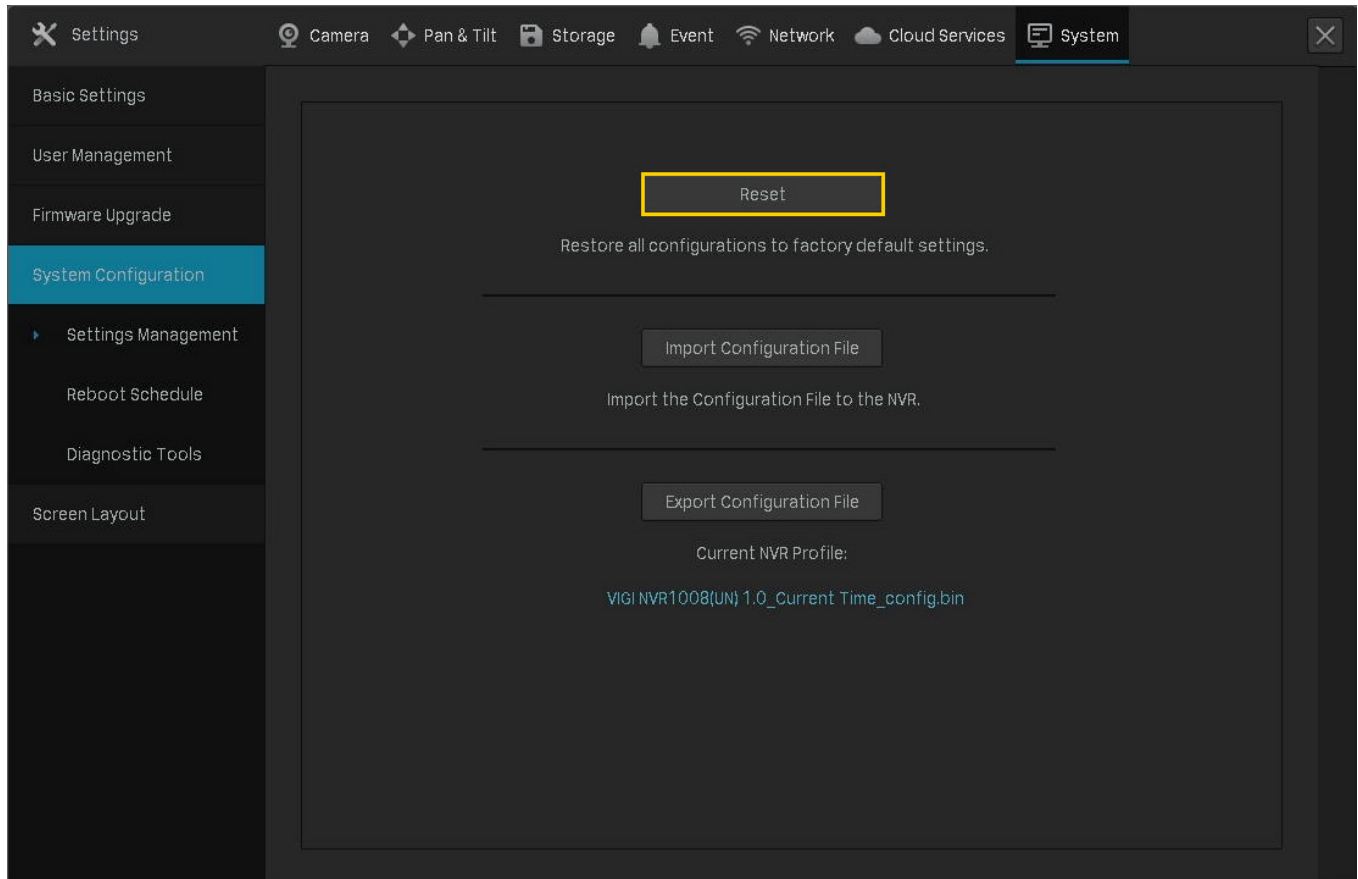 Settings
Camera
Pan & Tilt
Storage
Event
Network
Cloud Services
System
Basic Settings
User Management
Firmware Upgrade
System Configuration
Settings Management
Reboot Schedule
Diagnostic Tools
Screen Layout
Reset
Restore all configurations to factory default settings.
Import Configuration File
Import the Configuration File to the NVR.
Export Configuration File
Current NVR Profile:
VIGI NVR1008(UN) 1.0_Current Time_config.bin